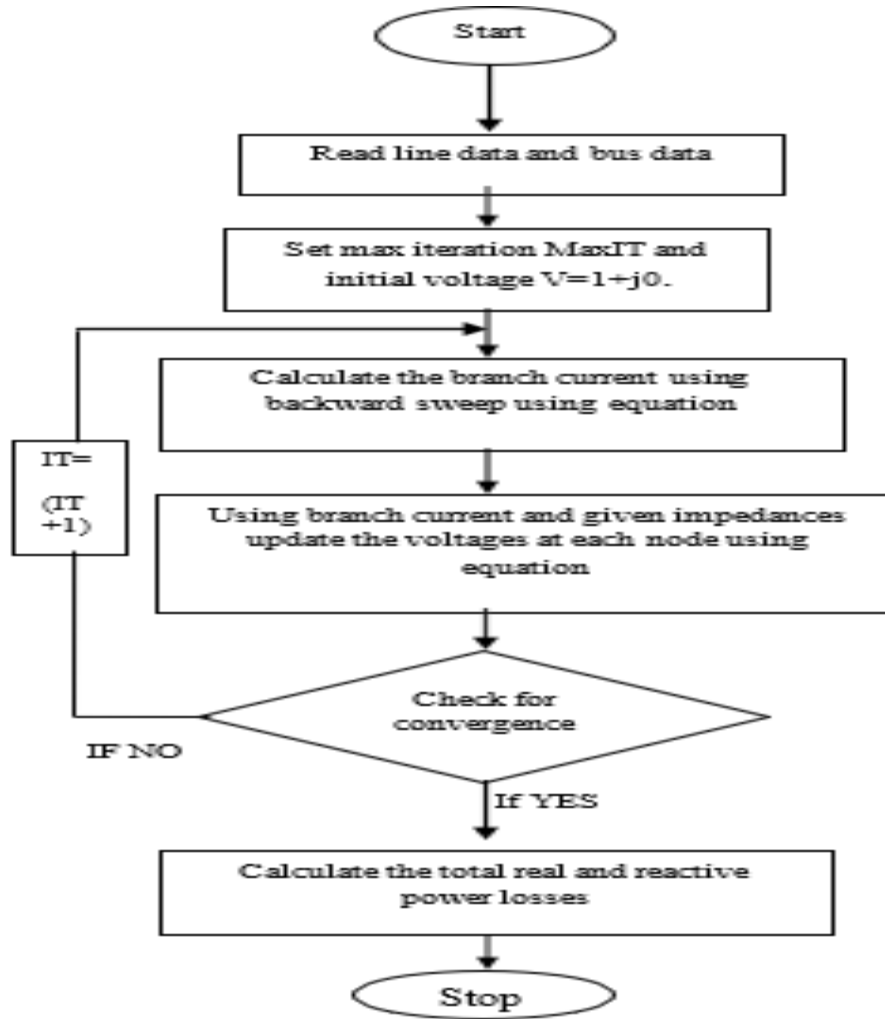 Start
Read line data and bus data
Set max iteration MaxIT and
initial voltage V=1+j0.
Calculate the branch current using
backward sweep using equation
IT=
(IT
+1)
Using branch current and given impedances
update the voltages at each node using
equation
Check for
convergence
IF NO
If YES
Calculate the total real and reactive
power losses
Stop